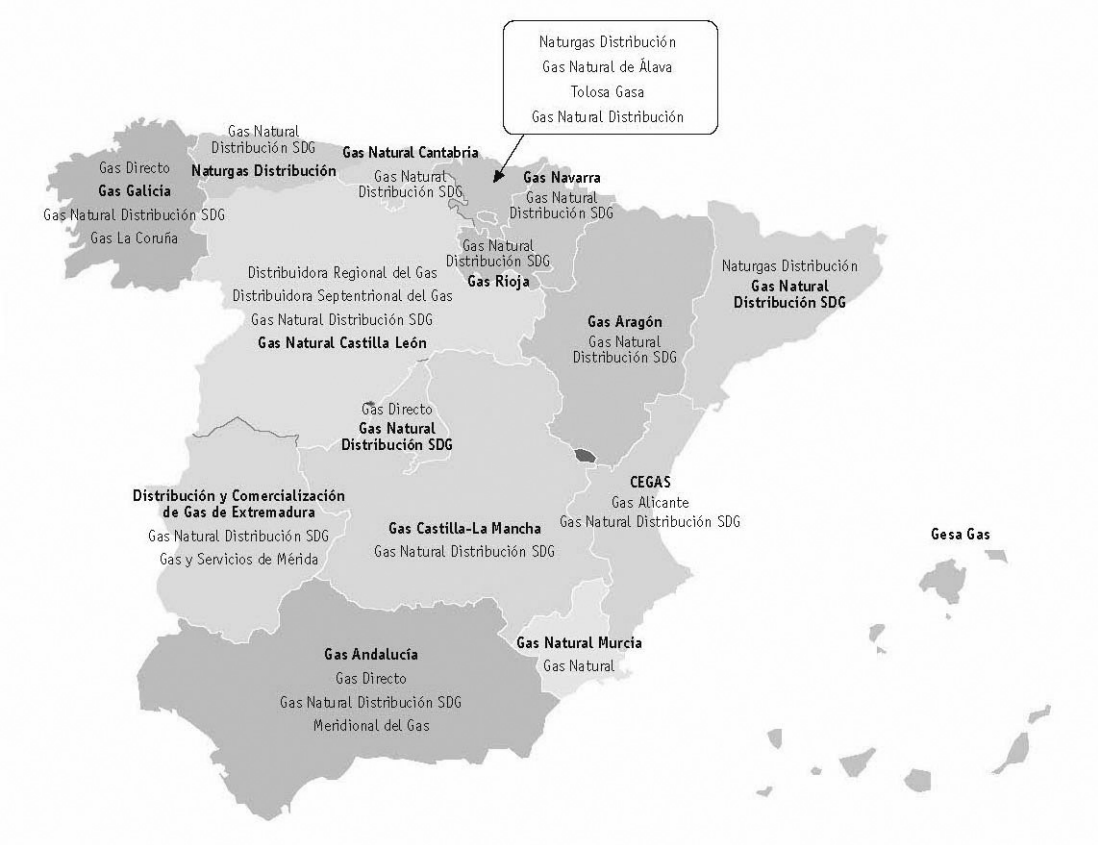 Naturgas Distribución
Gas Natural de Álava
Tolosa Gasa
Gas Natural Distribución
Gas Natural
Distribución SDG
Naturgas Distribución
Gas Natural Cantabria
Gas Natural
Distribución SDG
Gas Directo
Gas Galicia
Gas Natural Distribución SDG
Gas La Coruña
Gas Navarra
Gas Natural
Distribución SDG
Gas Natural
Distribución SDG
Gas Rioja
Distribuidora Regional del Gas
Distribuidora Septentrional del Gas
Gas Natural Distribución SDG
Gas Natural Castilla León
Naturgas Distribución
Gas Natural
Distribución SDG
Gas Aragón
Gas Natural
Distribución SDG
Gas Directo
Gas Natural
Distribución SDG
Distribución y Comercialización
de Gas de Extremadura
Gas Natural Distribución SDG
Gas y Servicios de Mérida
Gas Castilla-La Mancha
Gas Natural Distribución SDG
CEGAS
Gas Alicante
Gas Natural Distribución SDG
Gesa Gas
Gas Natural Murcia
Gas Natural
Gas Andalucía
Gas Directo
Gas Natural Distribución SDG
Meridional del Gas